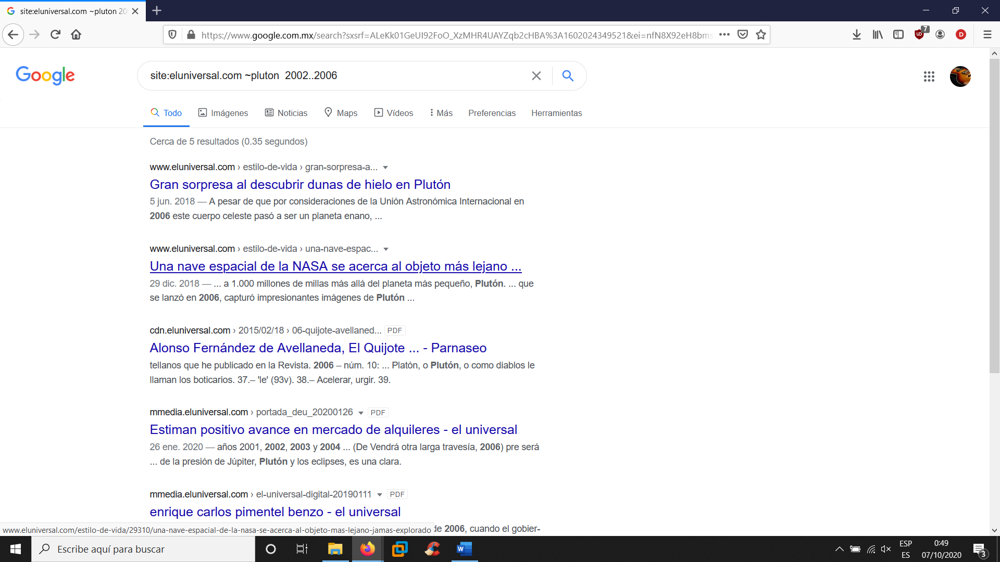 site:eluniversal.com ~pluton 20
https://www.google.com.mx/search?sxsrf=ALeKk01GeUI92FoO_XzMHR4UAYZqb2cHBA%3A1602024349521&ei=nfN8X92eH8bms
7
D
Google
site:eluniversal.com ~pluton  2002..2006
Todo Imágenes Noticias Maps Vídeos Más Preferencias Herramientas
Cerca de 5 resultados (0.35 segundos)
www.eluniversal.com › estilo-de-vida › gran-sorpresa-a...
Gran sorpresa al descubrir dunas de hielo en Plutón
5 jun. 2018 — A pesar de que por consideraciones de la Unión Astronómica Internacional en
2006 este cuerpo celeste pasó a ser un planeta enano, ...
www.eluniversal.com › estilo-de-vida › una-nave-espac...
Una nave espacial de la NASA se acerca al objeto más lejano ...
29 dic. 2018 — ... a 1.000 millones de millas más allá del planeta más pequeño, Plutón. ... que
se lanzó en 2006, capturó impresionantes imágenes de Plutón ...
cdn.eluniversal.com › 2015/02/18 › 06-quijote-avellaned... PDF
Alonso Fernández de Avellaneda, El Quijote ... - Parnaseo
tellanos que he publicado en la Revista. 2006 – núm. 10: ... Platón, o Plutón, o como diablos le
llaman los boticarios. 37.– 'le' (93v). 38.– Acelerar, urgir. 39.
mmedia.eluniversal.com › portada_deu_20200126 PDF
Estiman positivo avance en mercado de alquileres - el universal
26 ene. 2020 — años 2001, 2002, 2003 y 2004 ... (De Vendrá otra larga travesía, 2006) pre será
... de la presión de Júpiter, Plutón y los eclipses, es una clara.
mmedia.eluniversal.com › el-universal-digital-20190111 PDF
enrique carlos pimentel benzo - el universal
de 2006, cuando el gobier-
www.eluniversal.com/estilo-de-vida/29310/una-nave-espacial-de-la-nasa-se-acerca-al-objeto-mas-lejano-jamas-explorado
Escribe aquí para buscar
ESP
ES
0:49
07/10/2020
3